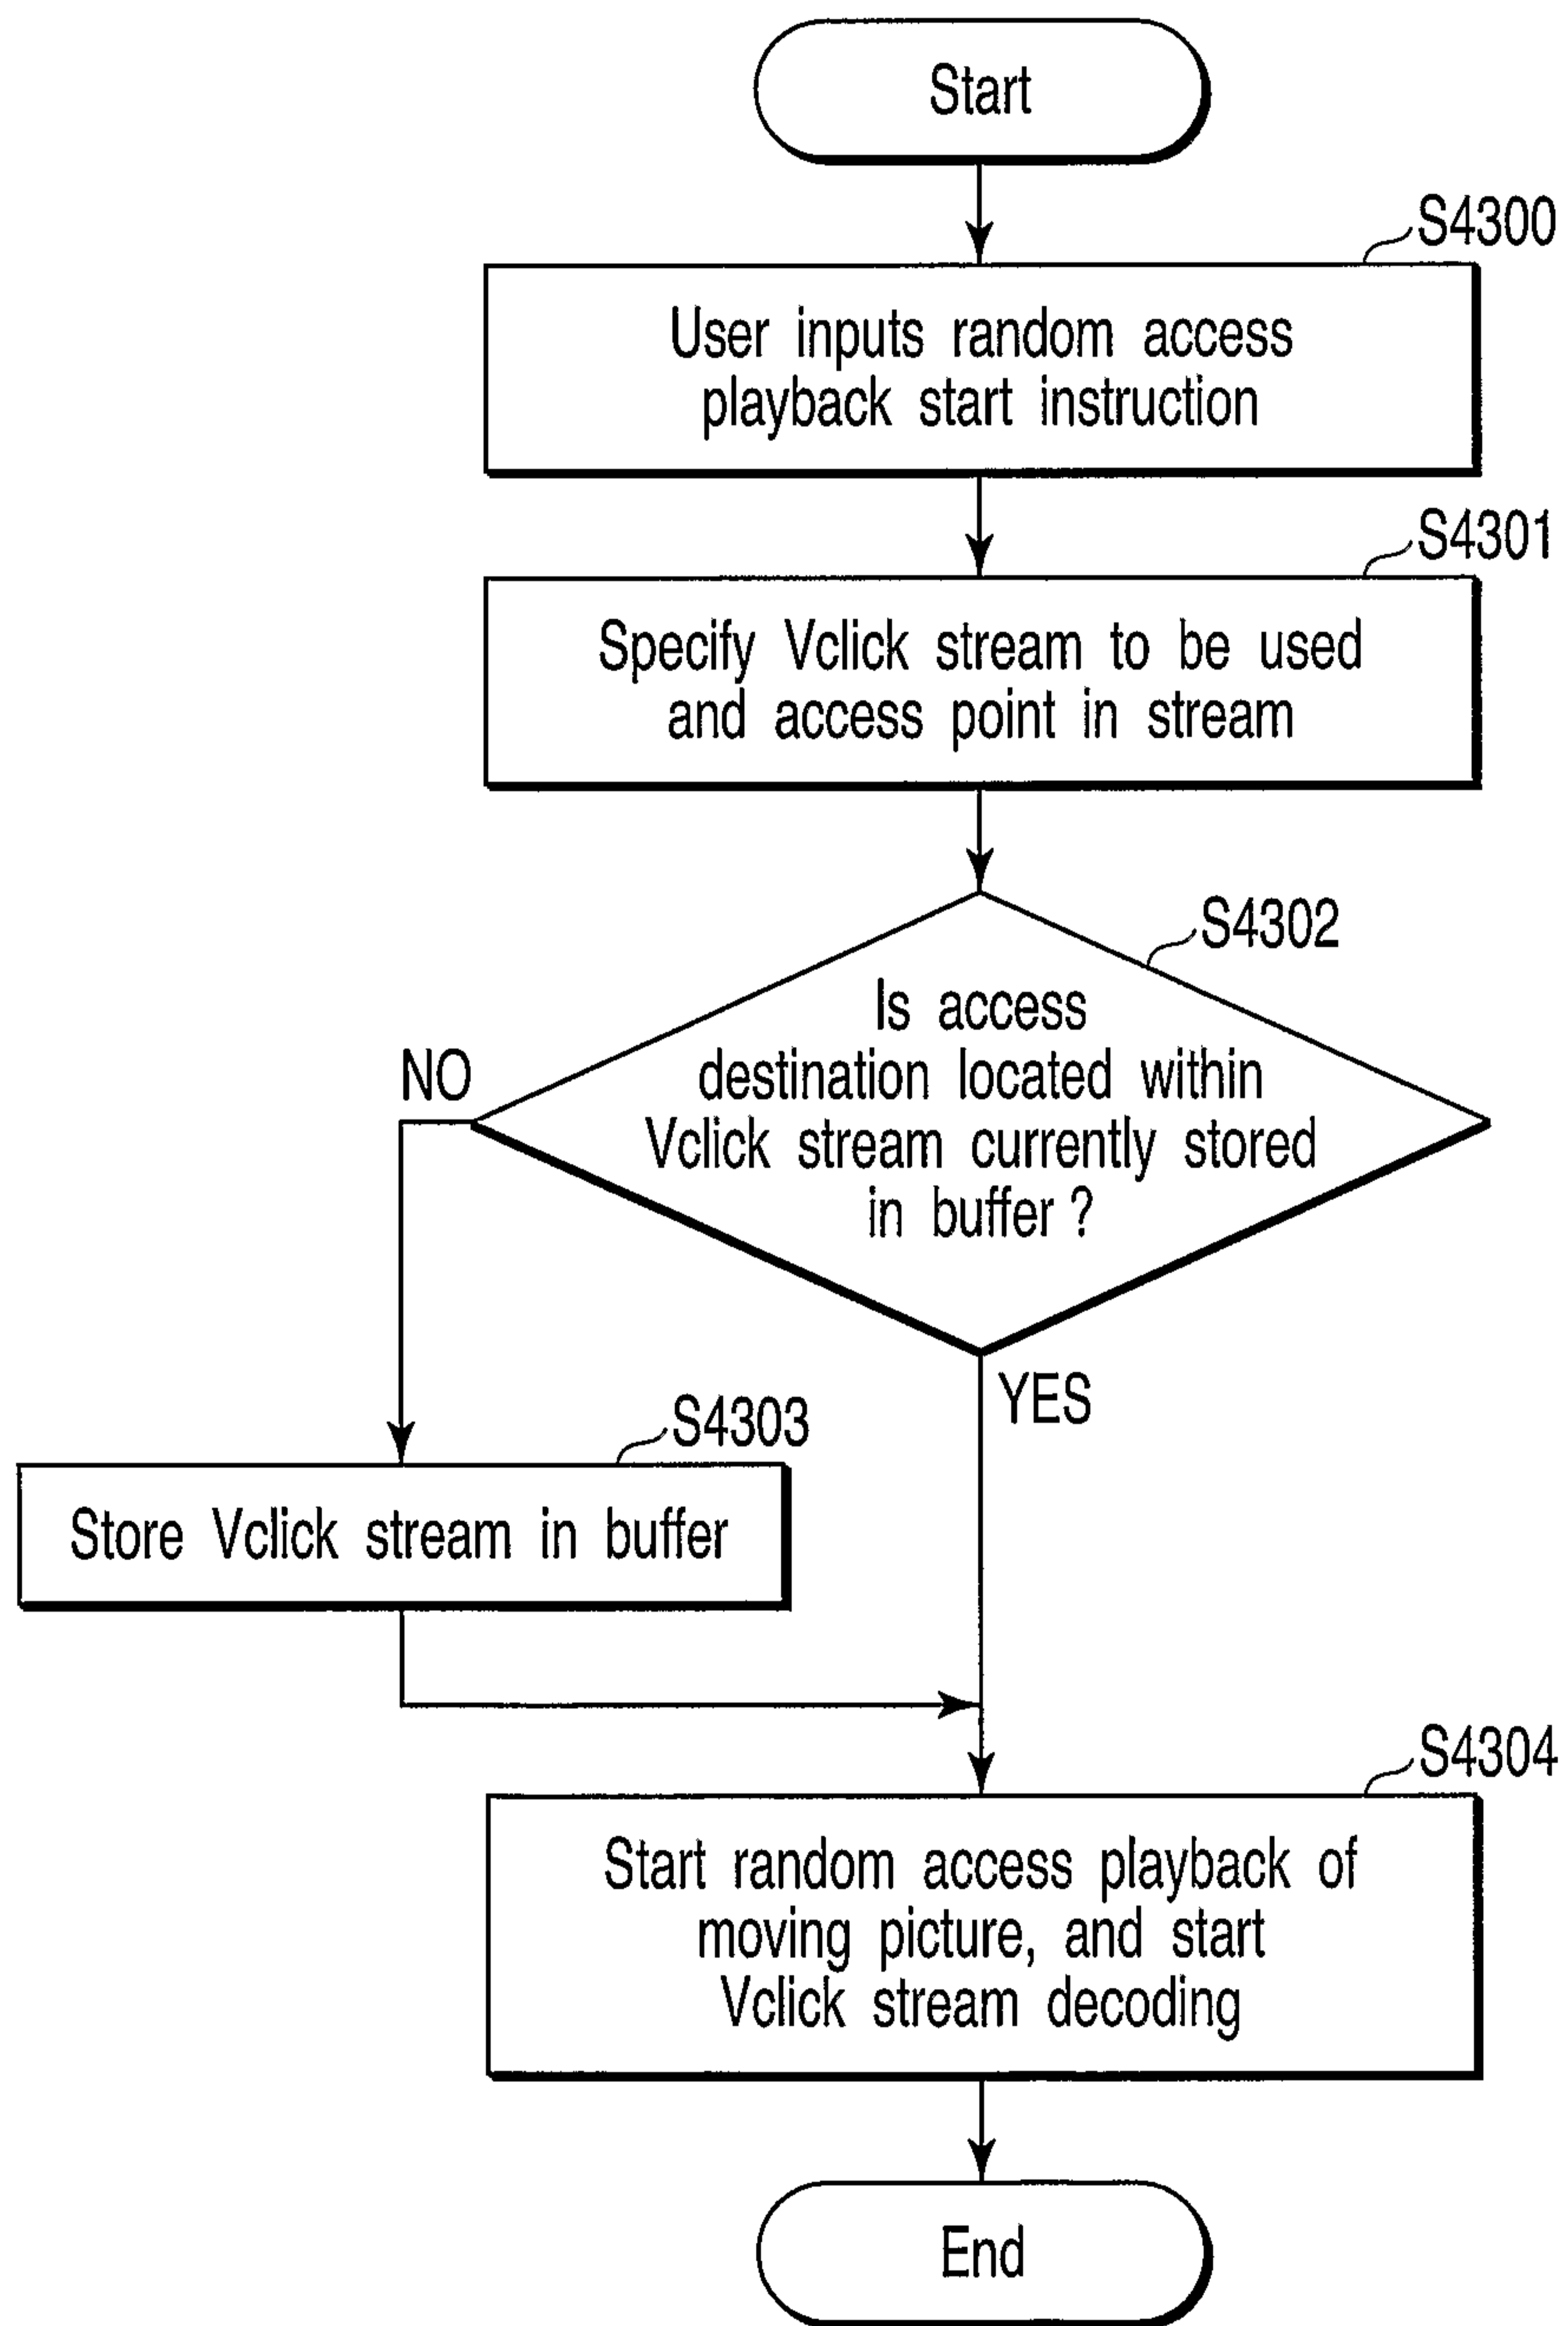 Start
S4300
User inputs random access
playback start instruction
S4301
Specify Vclick stream to be used
and access point in stream
S4302
Is access
destination located within
Vclick stream currently stored
in buffer ?
NO
YES
S4303
Store Vclick stream in buffer
S4304
Start random access playback of
moving picture, and start
Vclick stream decoding
End